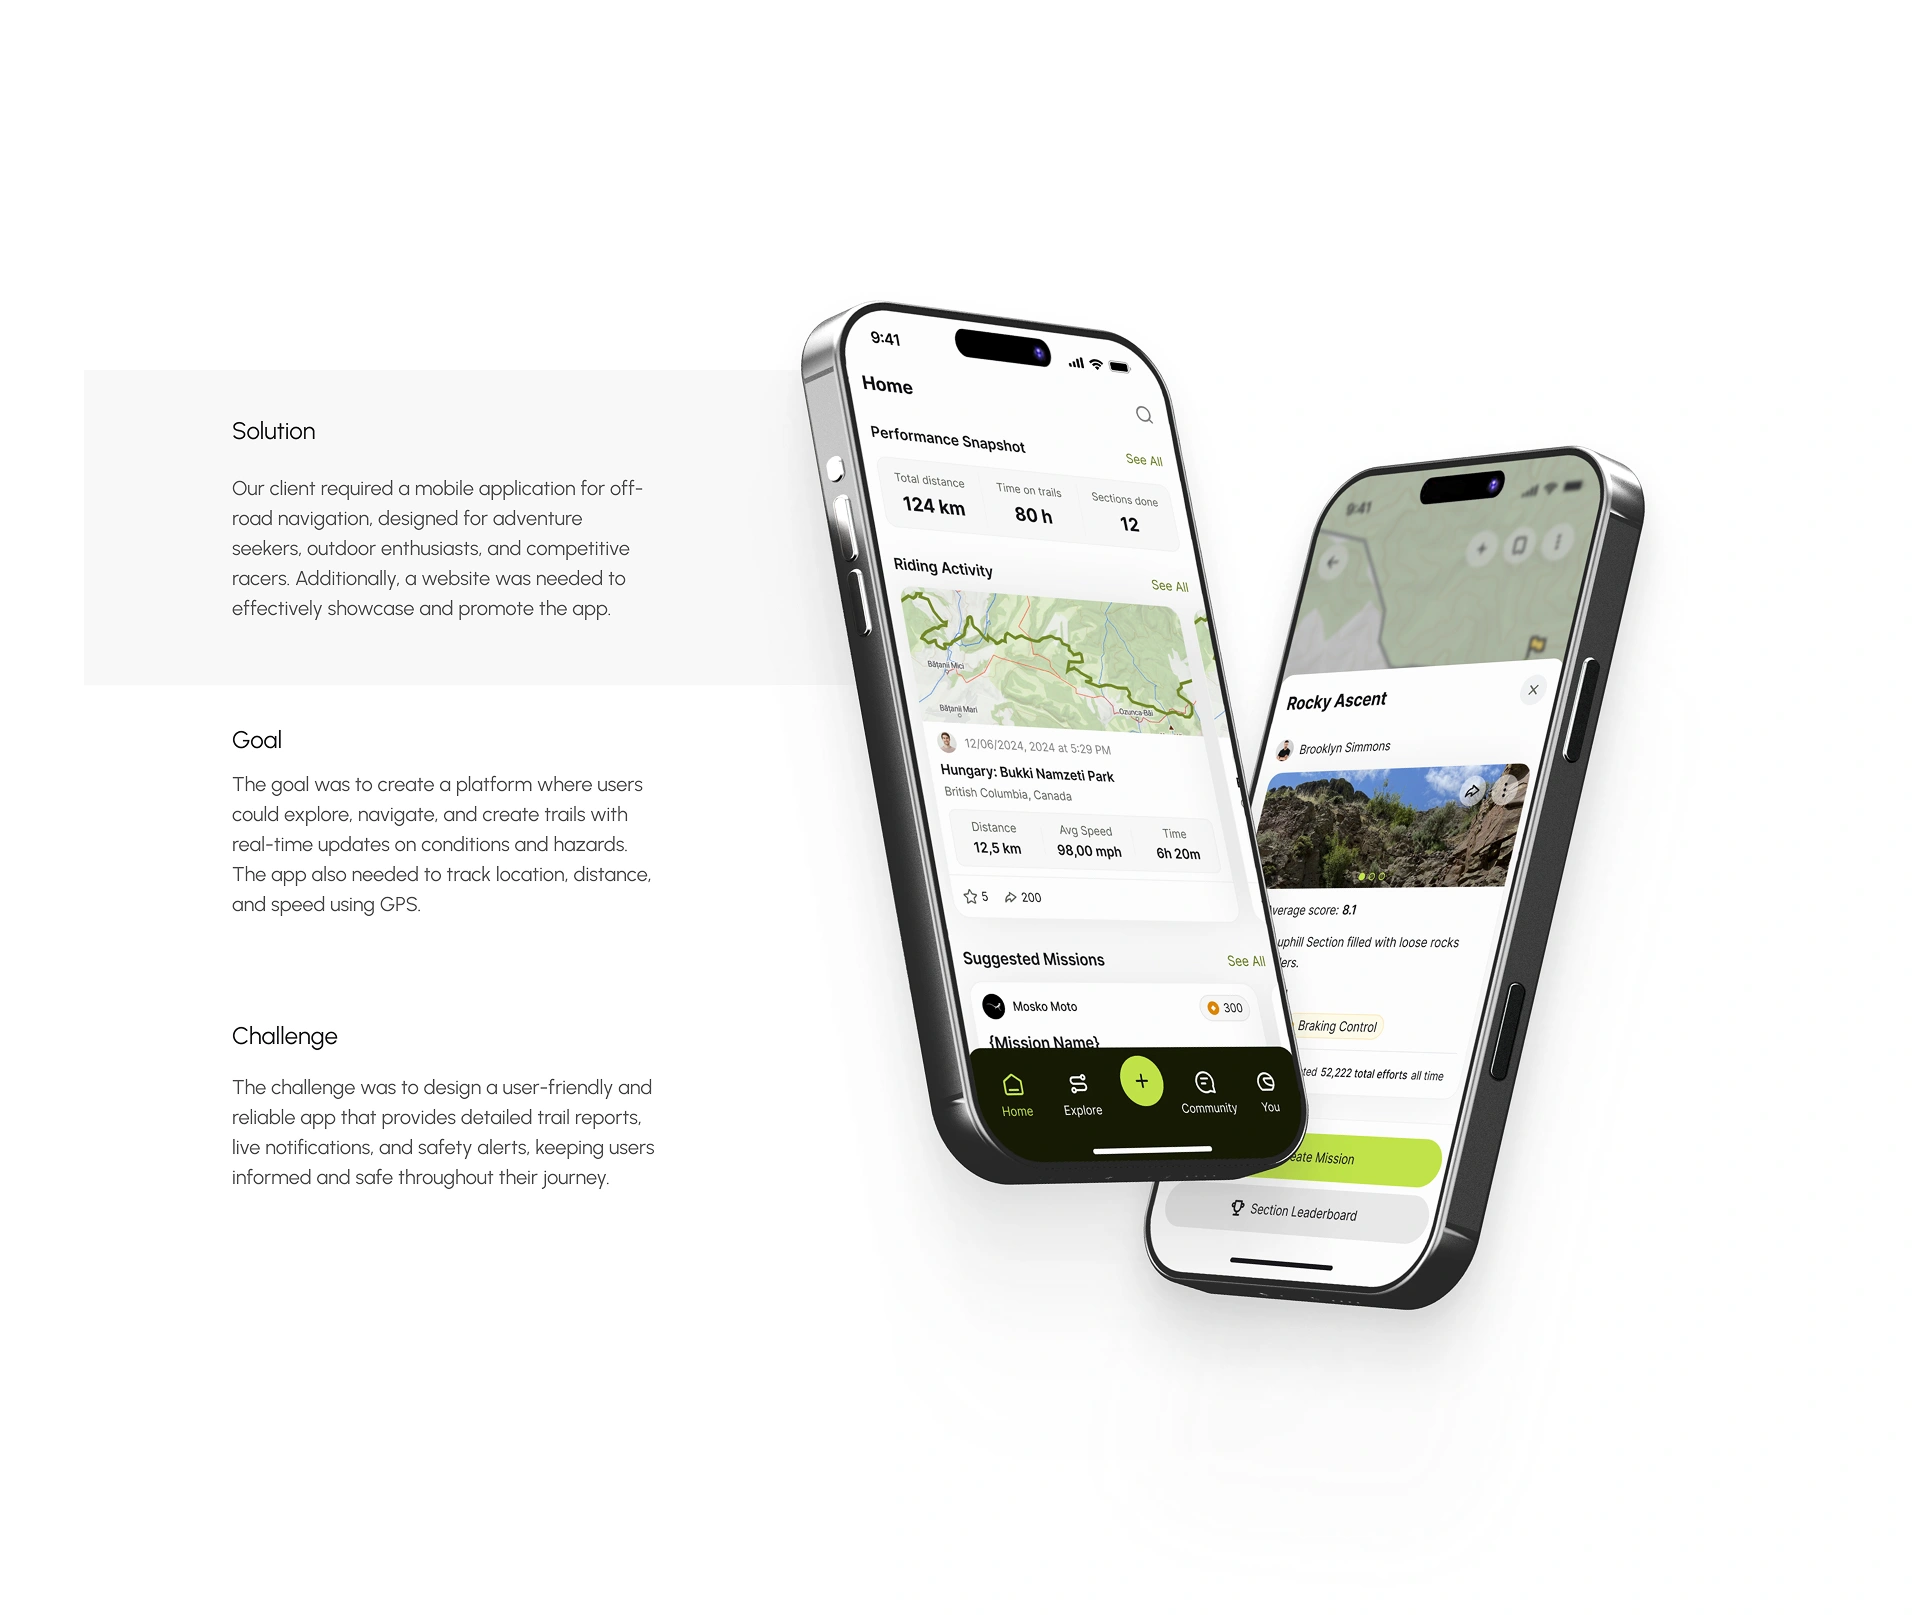 Solution
Our client required a mobile application for off-
road navigation, designed for adventure
seekers, outdoor enthusiasts, and competitive
racers. Additionally, a website was needed to
effectively showcase and promote the app.
Goal
The goal was to create a platform where users
could explore, navigate, and create trails with
real-time updates on conditions and hazards.
The app also needed to track location, distance,
and speed using GPS.
Challenge
The challenge was to design a user-friendly and
reliable app that provides detailed trail reports,
live notifications, and safety alerts, keeping users
informed and safe throughout their journey.
9:41
Home
Performance Snapshot
See All
Total distance Time on trails Sections done
124 km 80 h 12
Riding Activity
See All
Bățanii Mici
Bățanii Mari
Ozunca-Băi
12/06/2024, 2024 at 5:29 PM
Hungary: Bukki Namzeti Park
British Columbia, Canada
Distance Avg Speed Time
12,5 km 98,00 mph 6h 20m
5 200
Suggested Missions
See All
Mosko Moto
300
{Mission Name}
Home Explore Community You
9:41
Rocky Ascent
Brooklyn Simmons
verage score: 8.1
uphill Section filled with loose rocks
lers.
Braking Control
ted 52,222 total efforts all time
eate Mission
Section Leaderboard